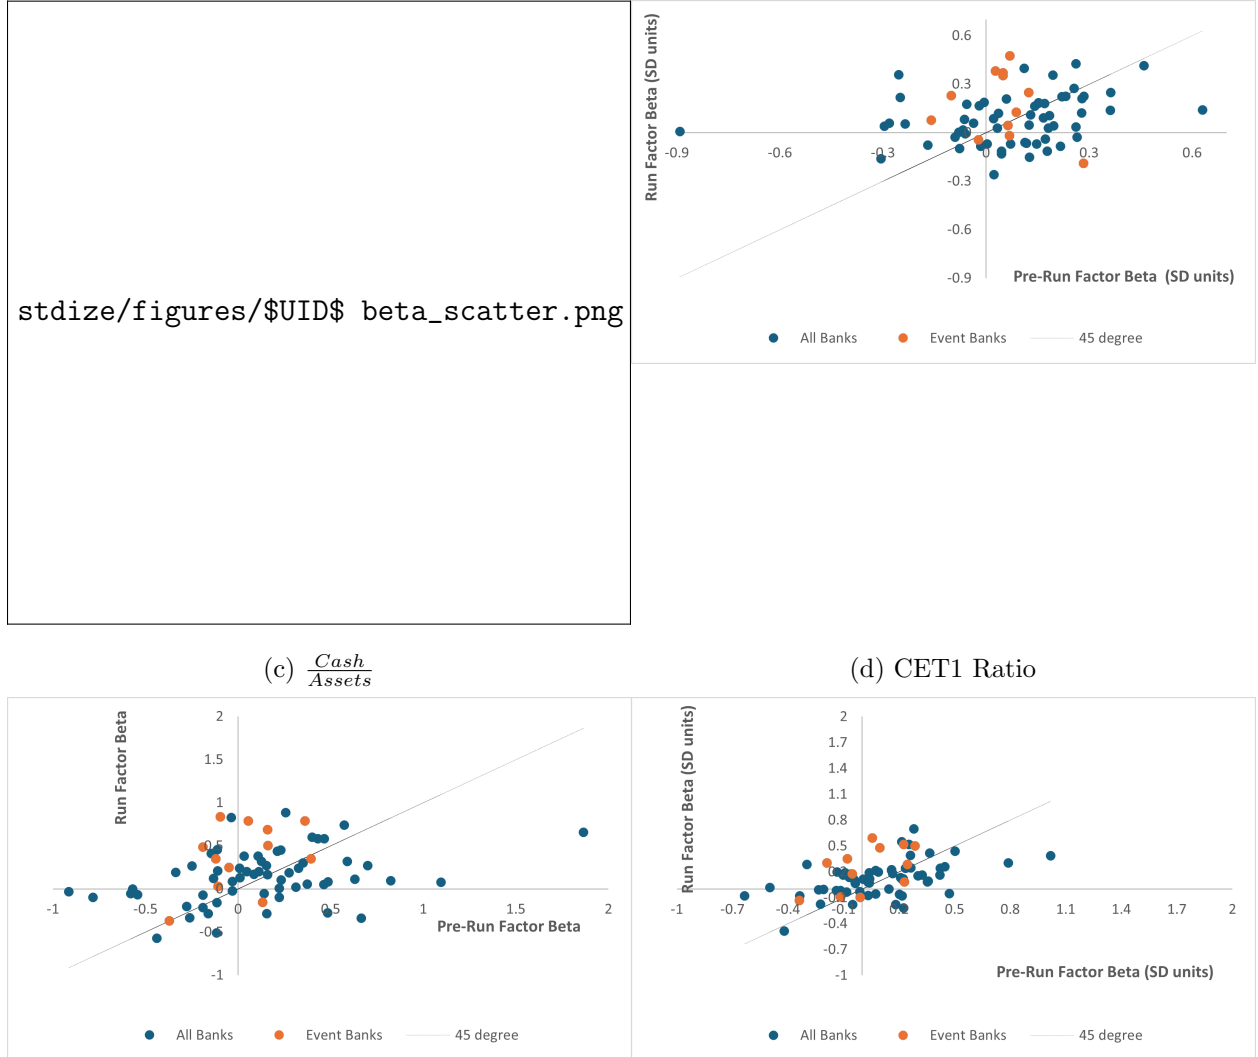 stdize/figures/$UID$ beta_scatter.png
Run Factor Beta (SD units)
0.6
0.3
-0.9 -0.6 -0.3 0 0.3 0.6
-0.3
-0.6
-0.9
Pre-Run Factor Beta (SD units)
All Banks Event Banks 45 degree
(c) Cash
Assets
(d) CET1 Ratio
Run Factor Beta
2
1.5
1
0.5
0
-1 -0.5 0 0.5 1 1.5 2
-0.5
-1
Pre-Run Factor Beta
All Banks Event Banks 45 degree
Run Factor Beta (SD units)
2
1.7
1.4
1.1
0.8
0.5
0.2
-0.1
-1 -0.7 -0.4 -0.1 0.2 0.5 0.8 1.1 1.4 1.7 2
-0.4
-0.7
-1
Pre-Run Factor Beta (SD units)
All Banks Event Banks 45 degree